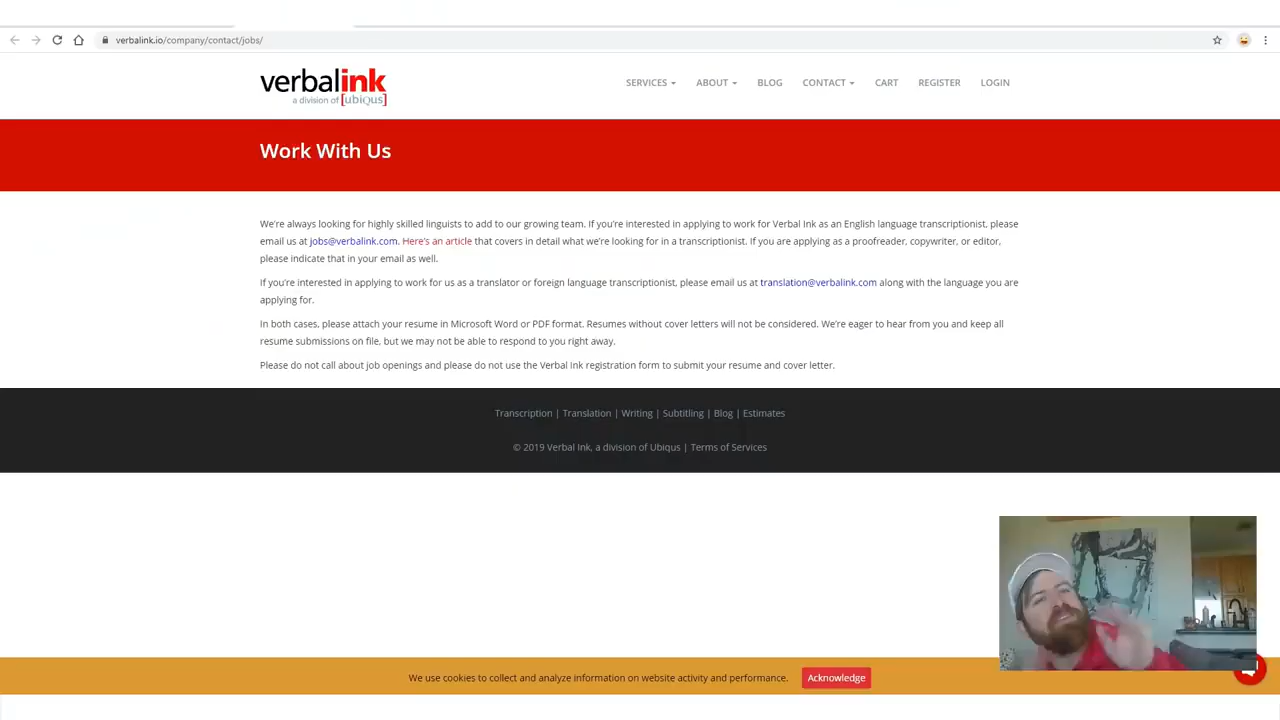 verbalink.io/company/contact/jobs/
verbalink
a division of [ubiqus]
SERVICES ABOUT BLOG CONTACT CART REGISTER LOGIN
Work With Us
We're always looking for highly skilled linguists to add to our growing team. If you're interested in applying to work for Verbal Ink as an English language transcriptionist, please
email us at jobs@verbalink.com. Here's an article that covers in detail what we're looking for in a transcriptionist. If you are applying as a proofreader, copywriter, or editor,
please indicate that in your email as well.
If you're interested in applying to work for us as a translator or foreign language transcriptionist, please email us at translation@verbalink.com along with the language you are
applying for.
In both cases, please attach your resume in Microsoft Word or PDF format. Resumes without cover letters will not be considered. We're eager to hear from you and keep all
resume submissions on file, but we may not be able to respond to you right away.
Please do not call about job openings and please do not use the Verbal Ink registration form to submit your resume and cover letter.
Transcription | Translation | Writing | Subtitling | Blog | Estimates
© 2019 Verbal Ink, a division of Ubiqus | Terms of Services
We use cookies to collect and analyze information on website activity and performance. Acknowledge